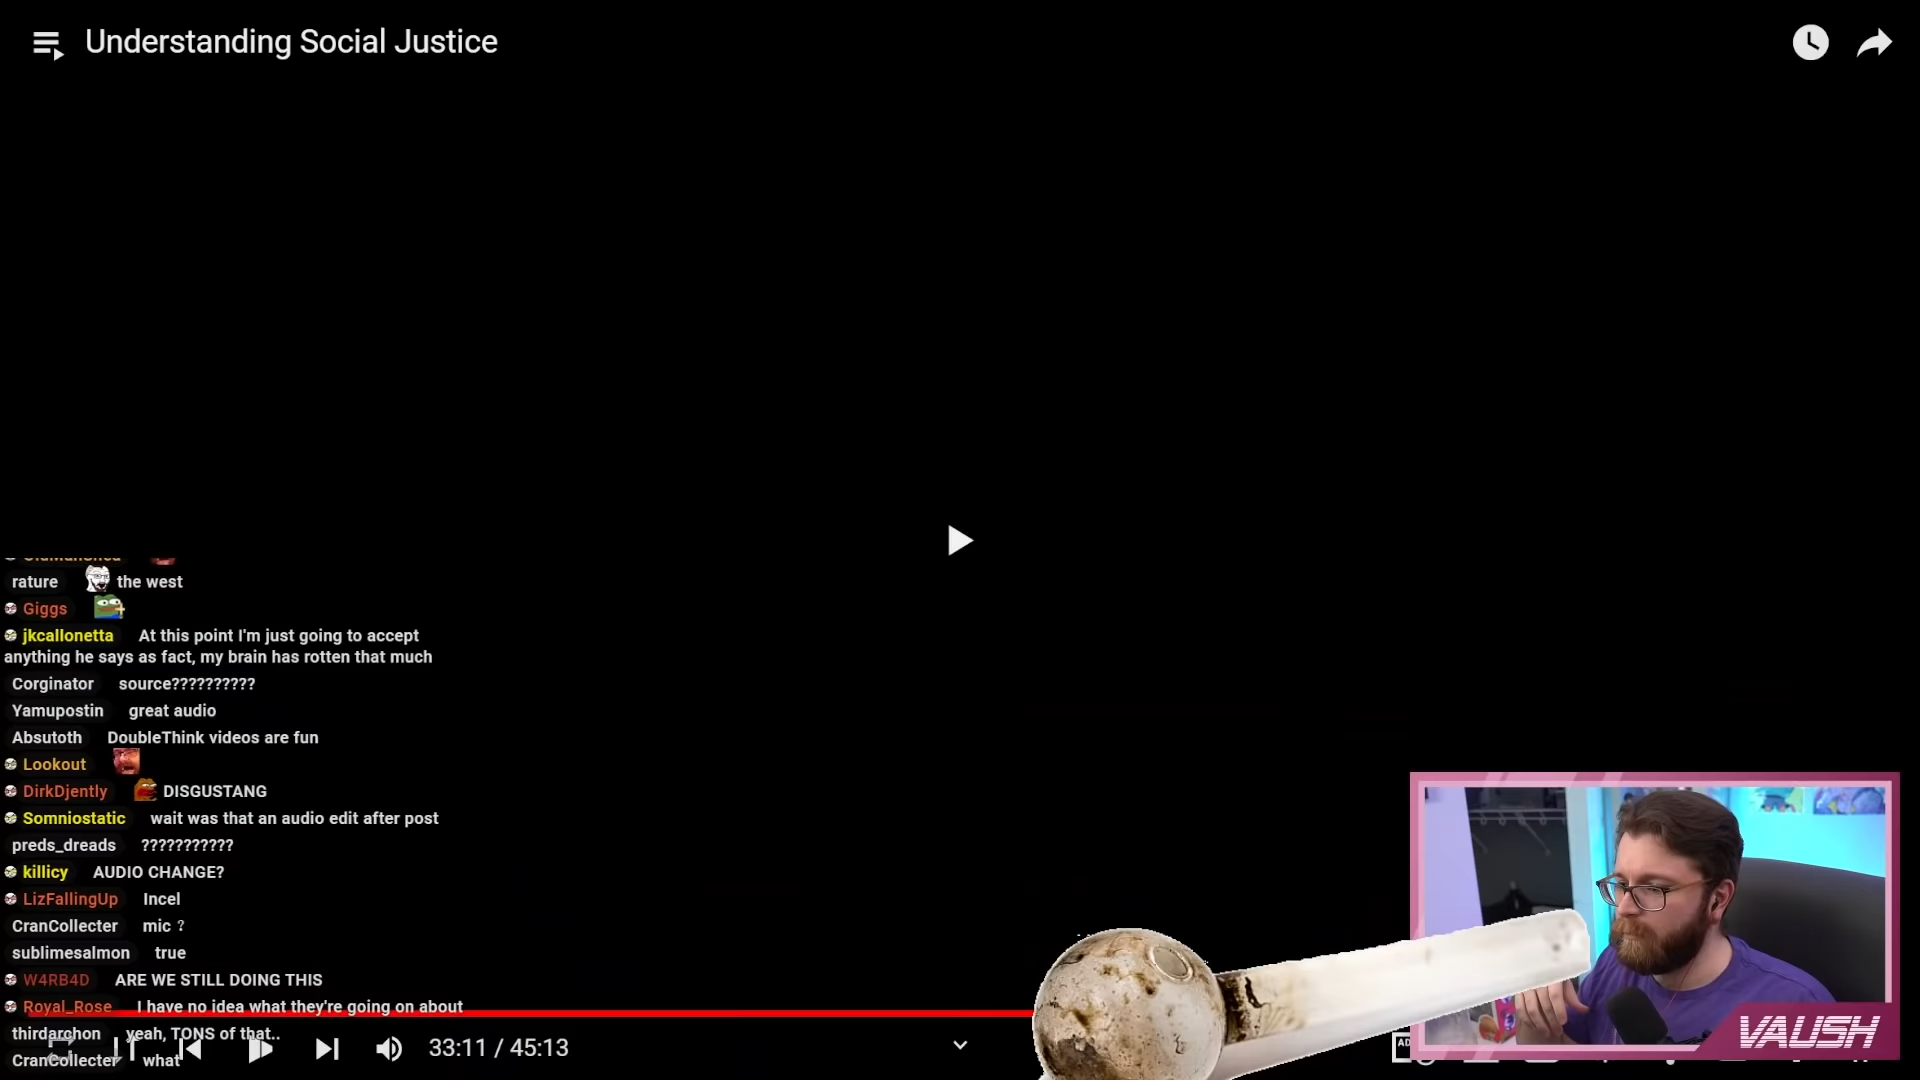 Understanding Social Justice
rature the west
Giggs
jkcallonetta At this point I'm just going to accept
anything he says as fact, my brain has rotten that much
Corginator source??????????
Yamupostin great audio
Absutoth DoubleThink videos are fun
Lookout
DirkDjently DISGUSTANG
Somniostatic wait was that an audio edit after post
preds_dreads ???????????
killicy AUDIO CHANGE?
LizFallingUp Incel
CranCollecter mic ?
sublimesalmon true
W4RB4D ARE WE STILL DOING THIS
Royal_Rose I have no idea what they're going on about
thirdarchon yeah, TONS of that..
CranCollecter what
33:11 / 45:13
VAUSH